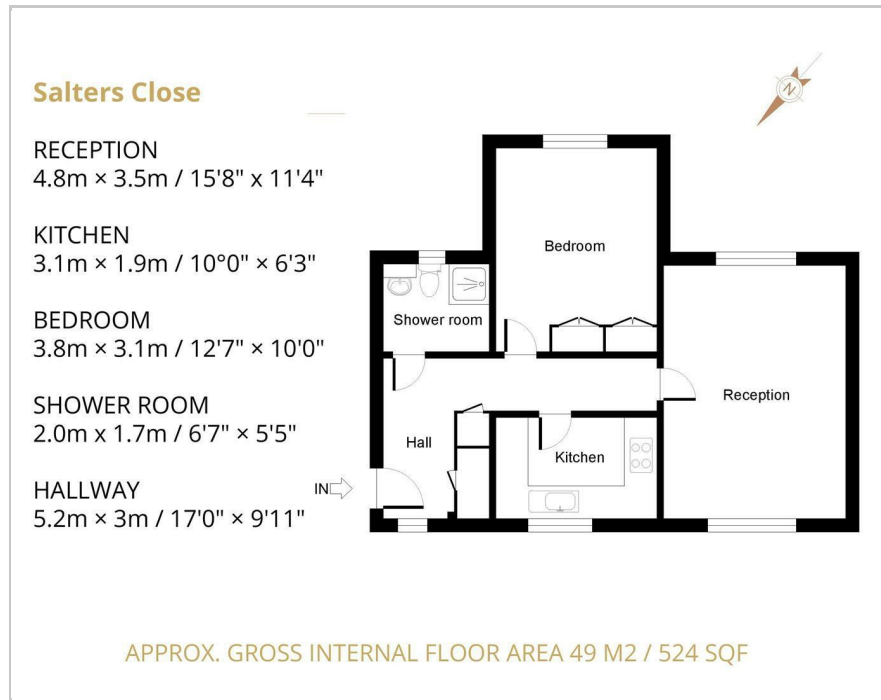 Salters Close
RECEPTION
4.8m × 3.5m / 15'8" x 11'4"
KITCHEN
3.1m × 1.9m / 10°0" × 6'3"
BEDROOM
3.8m × 3.1m / 12'7" × 10'0"
SHOWER ROOM
2.0m x 1.7m / 6'7" × 5'5"
HALLWAY
5.2m × 3m / 17'0" × 9'11"
N
Bedroom
Shower room
Reception
Hall
Kitchen
IN
APPROX. GROSS INTERNAL FLOOR AREA 49 M2 / 524 SQF